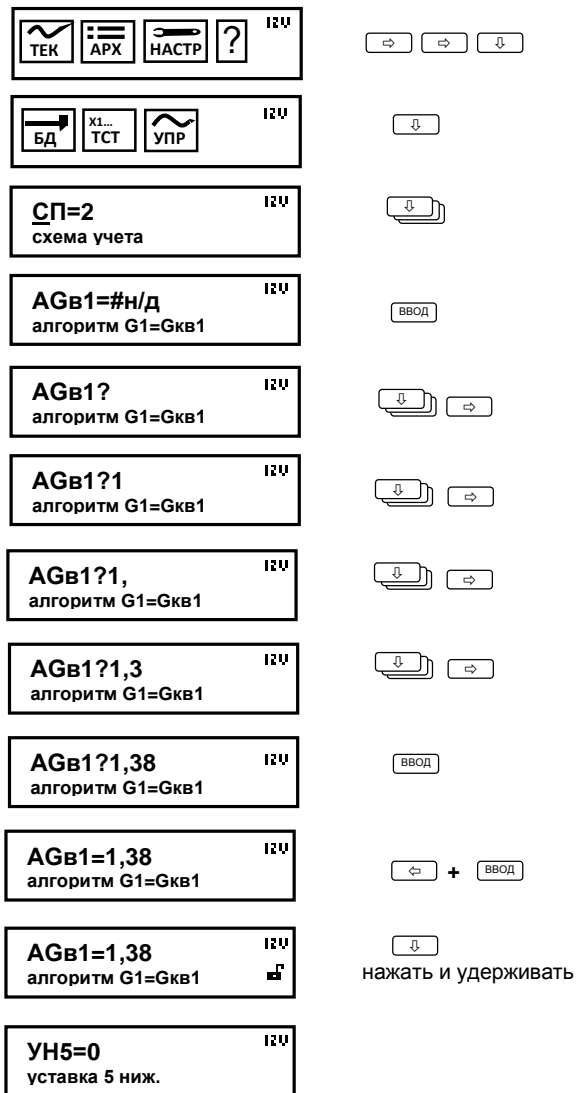 ТЕК АРХ НАСТР ? 12V
⇨ ⇨ ⇩
БД X1... ТСТ УПР 12V
⇩
СП=2 12V
схема учета
⇩
AGв1=#н/д 12V
алгоритм G1=Gкв1
ВВОД
AGв1? 12V
алгоритм G1=Gкв1
⇩ ⇨
AGв1?1 12V
алгоритм G1=Gкв1
⇩ ⇨
AGв1?1, 12V
алгоритм G1=Gкв1
⇩ ⇨
AGв1?1,3 12V
алгоритм G1=Gкв1
⇩ ⇨
AGв1?1,38 12V
алгоритм G1=Gкв1
ВВОД
AGв1=1,38 12V
алгоритм G1=Gкв1
⇦ + ВВОД
AGв1=1,38 12V
алгоритм G1=Gкв1
⇩
нажать и удерживать
УН5=0 12V
уставка 5 ниж.